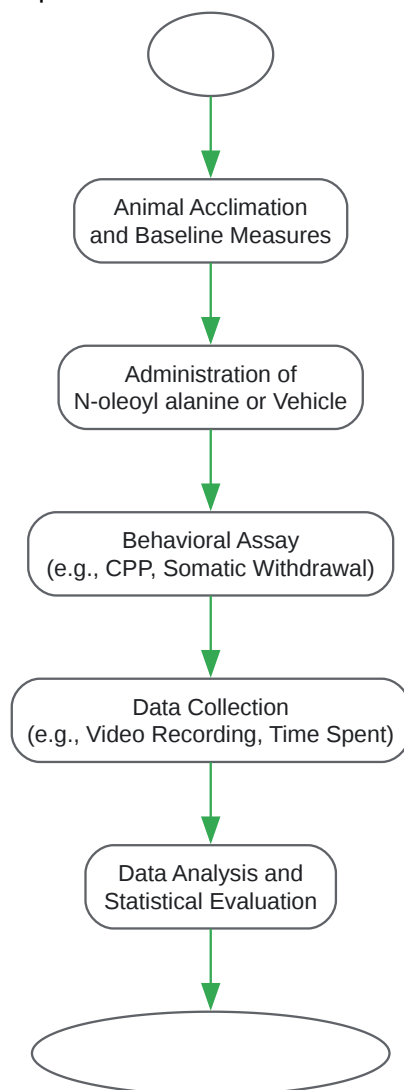 Animal Acclimation
and Baseline Measures
Administration of
N-oleoyl alanine or Vehicle
Behavioral Assay
(e.g., CPP, Somatic Withdrawal)
Data Collection
(e.g., Video Recording, Time Spent)
Data Analysis and
Statistical Evaluation